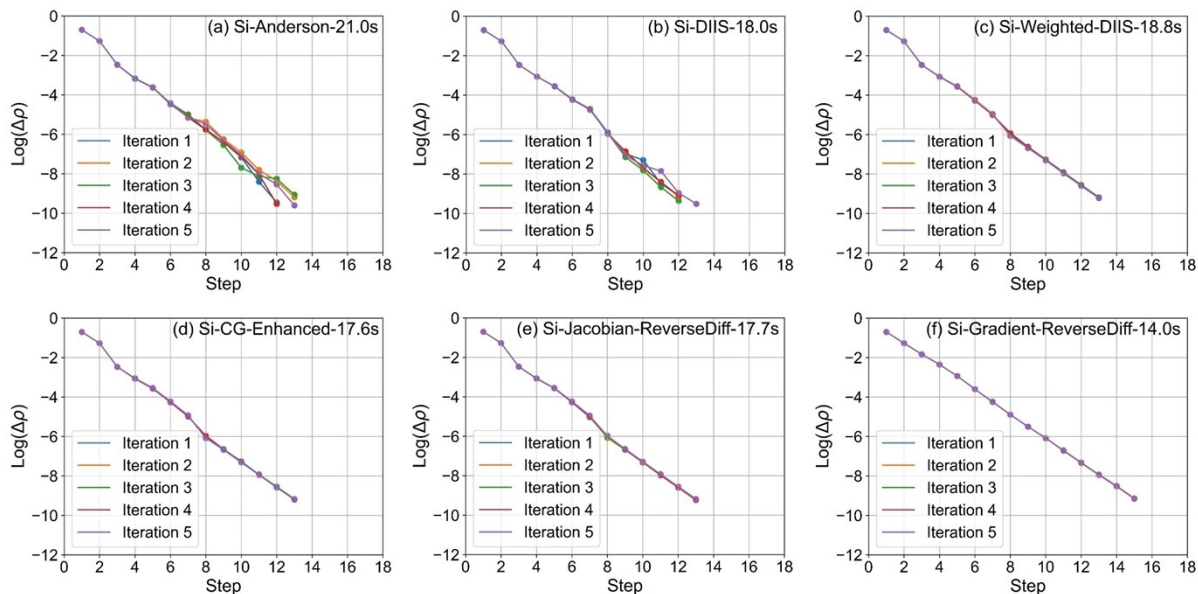 (a) Si-Anderson-21.0s
0
−2
−4
−6
−8
−10
−12
Log(Δρ)
Iteration 1
Iteration 2
Iteration 3
Iteration 4
Iteration 5
0 2 4 6 8 10 12 14 16 18
Step
(b) Si-DIIS-18.0s
0
−2
−4
−6
−8
−10
−12
Log(Δρ)
Iteration 1
Iteration 2
Iteration 3
Iteration 4
Iteration 5
0 2 4 6 8 10 12 14 16 18
Step
(c) Si-Weighted-DIIS-18.8s
0
−2
−4
−6
−8
−10
−12
Log(Δρ)
Iteration 1
Iteration 2
Iteration 3
Iteration 4
Iteration 5
0 2 4 6 8 10 12 14 16 18
Step
(d) Si-CG-Enhanced-17.6s
0
−2
−4
−6
−8
−10
−12
Log(Δρ)
Iteration 1
Iteration 2
Iteration 3
Iteration 4
Iteration 5
0 2 4 6 8 10 12 14 16 18
Step
(e) Si-Jacobian-ReverseDiff-17.7s
0
−2
−4
−6
−8
−10
−12
Log(Δρ)
Iteration 1
Iteration 2
Iteration 3
Iteration 4
Iteration 5
0 2 4 6 8 10 12 14 16 18
Step
(f) Si-Gradient-ReverseDiff-14.0s
0
−2
−4
−6
−8
−10
−12
Log(Δρ)
Iteration 1
Iteration 2
Iteration 3
Iteration 4
Iteration 5
0 2 4 6 8 10 12 14 16 18
Step